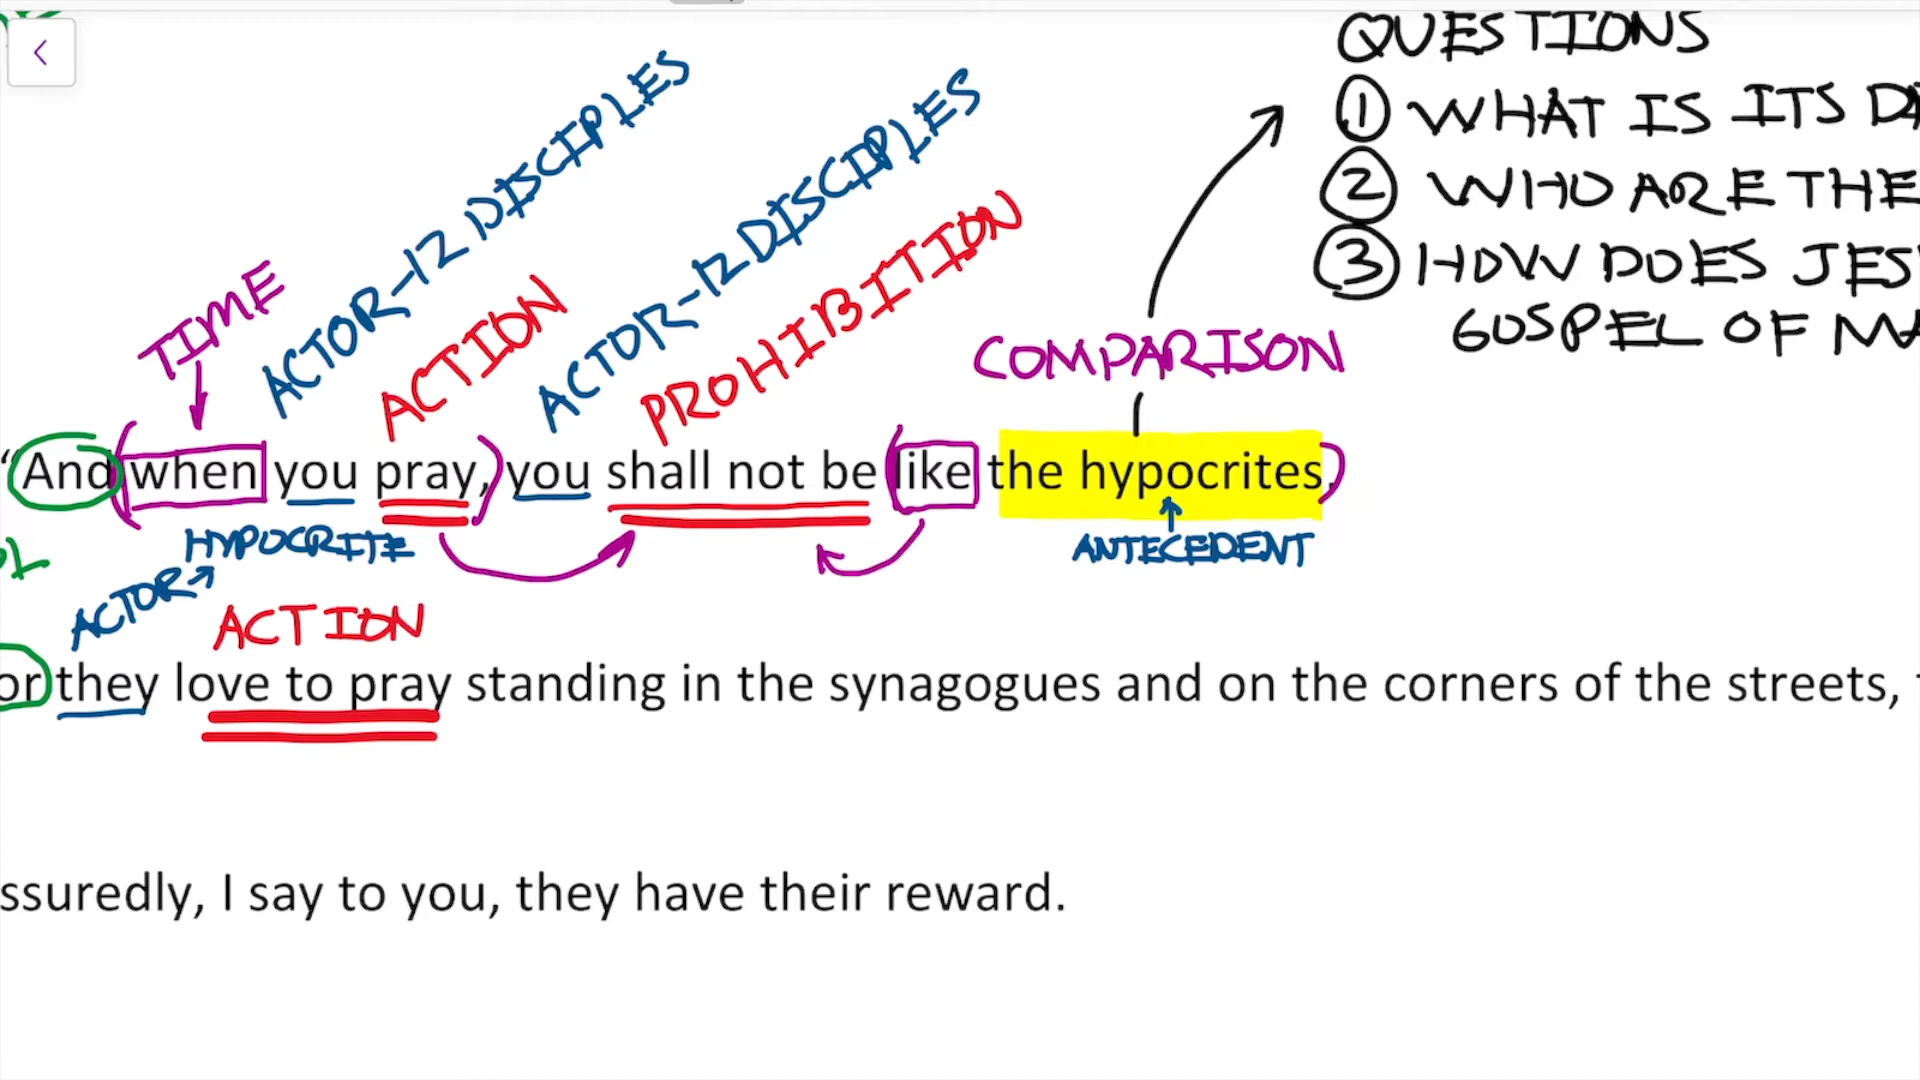 QUESTIONS
1 WHAT IS ITS
2 WHO ARE THE
3 HOW DOES JES
GOSPEL OF MA
TIME
ACTOR-12 DISCIPLES
ACTION
ACTOR-12 DISCIPLES
PROHIBITION
COMPARISON
“And when you pray, you shall not be like the hypocrites,
HYPOCRITE
ANTECEDENT
ACTOR→
ACTION
or they love to pray standing in the synagogues and on the corners of the streets,
ssuredly, I say to you, they have their reward.